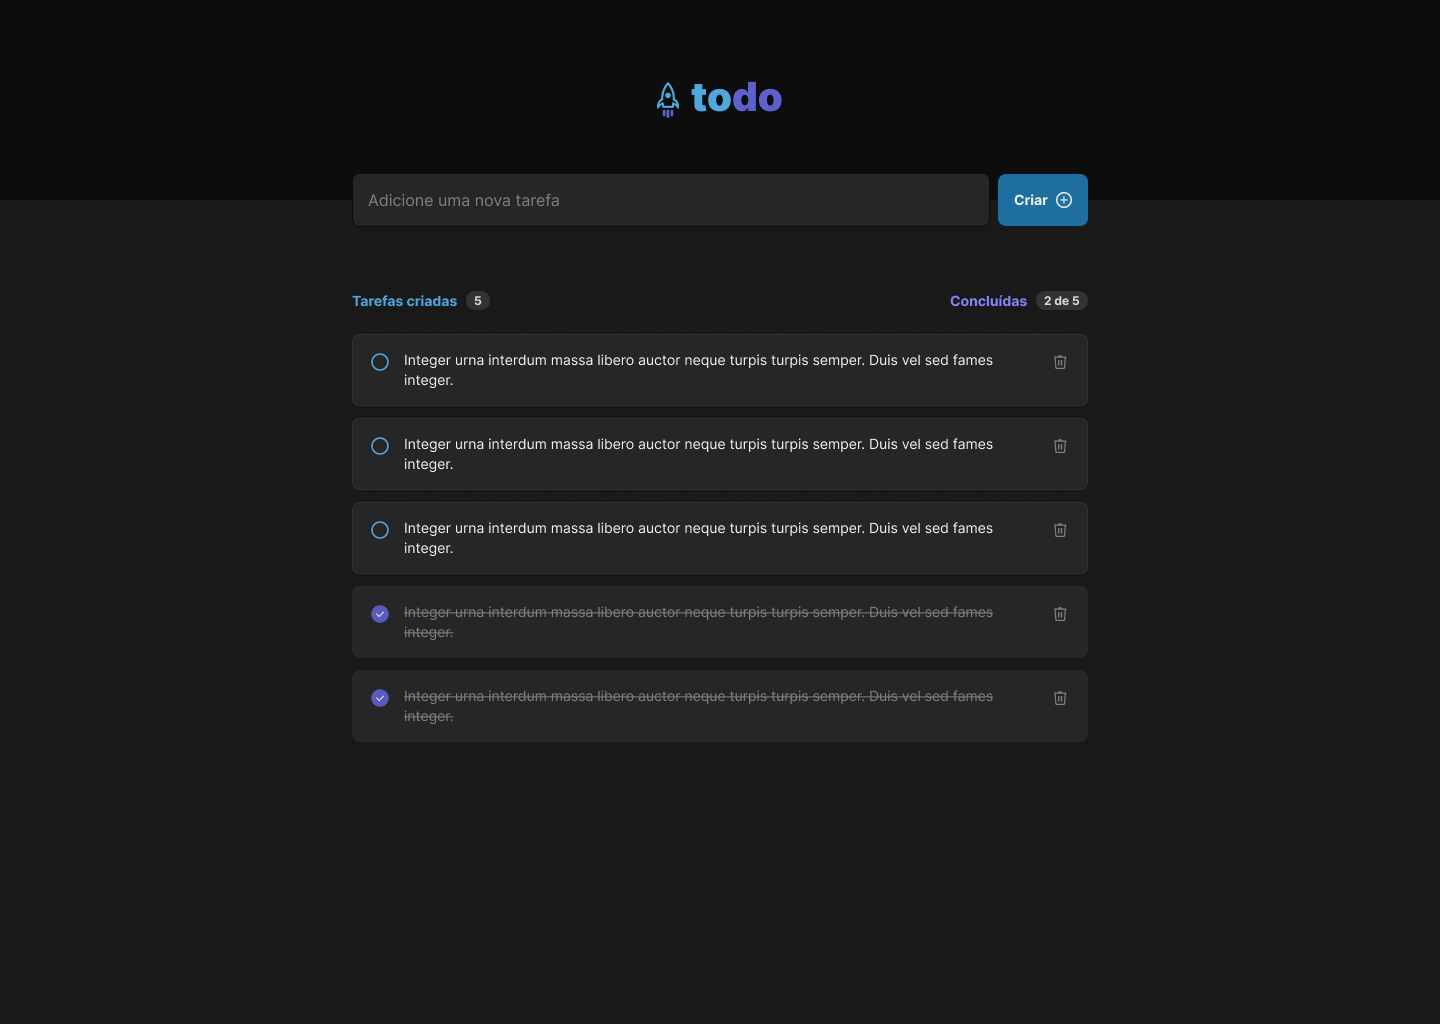 todo
Adicione uma nova tarefa
Criar
Tarefas criadas 5
Concluídas 2 de 5
Integer urna interdum massa libero auctor neque turpis turpis semper. Duis vel sed fames
integer.
Integer urna interdum massa libero auctor neque turpis turpis semper. Duis vel sed fames
integer.
Integer urna interdum massa libero auctor neque turpis turpis semper. Duis vel sed fames
integer.
Integer urna interdum massa libero auctor neque turpis turpis semper. Duis vel sed fames
integer.
Integer urna interdum massa libero auctor neque turpis turpis semper. Duis vel sed fames
integer.